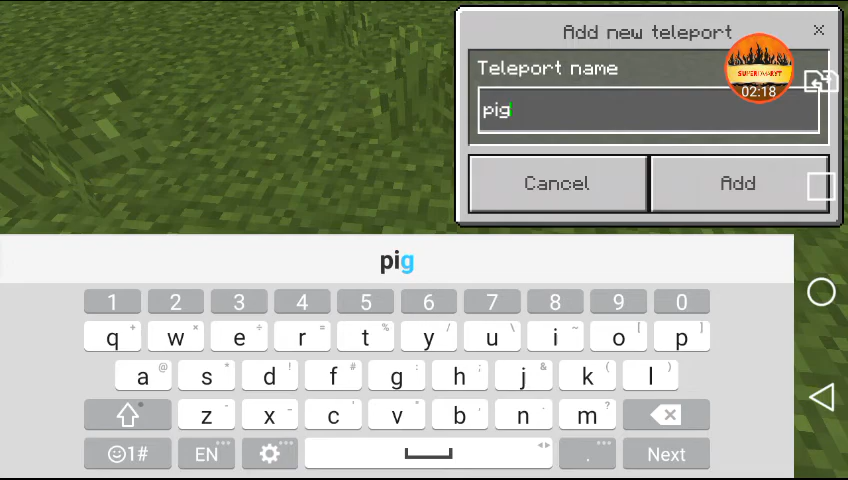 Add new teleport
Teleport name
SUPERDMARYT
02:18
pig
Cancel
Add
pig
1 2 3 4 5 6 7 8 9 0
q + w × e ÷ r = t % y / u \ i ~ o [ p ]
a @ s * d ! f # g : h ; j & k ( l )
z - x _ c ' v " b , n ` m ?
1# EN .
Next